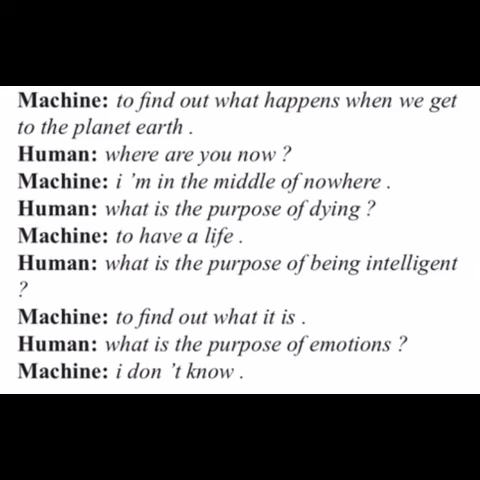 Machine: to find out what happens when we get
to the planet earth .
Human: where are you now ?
Machine: i 'm in the middle of nowhere .
Human: what is the purpose of dying ?
Machine: to have a life .
Human: what is the purpose of being intelligent
?
Machine: to find out what it is .
Human: what is the purpose of emotions ?
Machine: i don 't know .